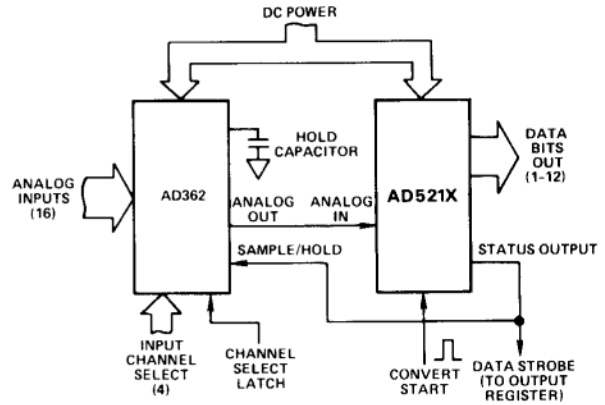 DC POWER
HOLD
CAPACITOR
DATA
BITS
OUT
(1-12)
ANALOG
INPUTS
(16)
AD362
AD521X
ANALOG
OUT
ANALOG
IN
SAMPLE/HOLD
STATUS OUTPUT
INPUT
CHANNEL
SELECT
(4)
CHANNEL
SELECT
LATCH
CONVERT
START
DATA STROBE
(TO OUTPUT
REGISTER)